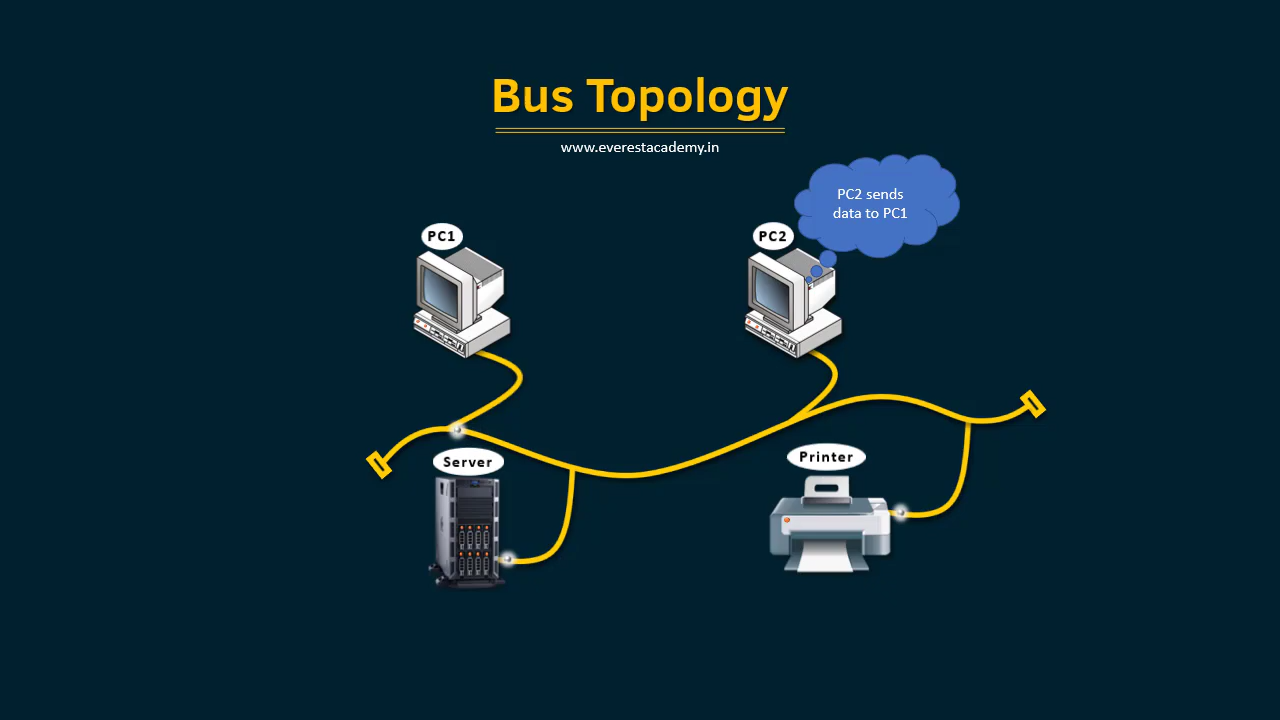 Bus Topology
www.everestacademy.in
PC2 sends
data to PC1
PC1
PC2
Server
Printer